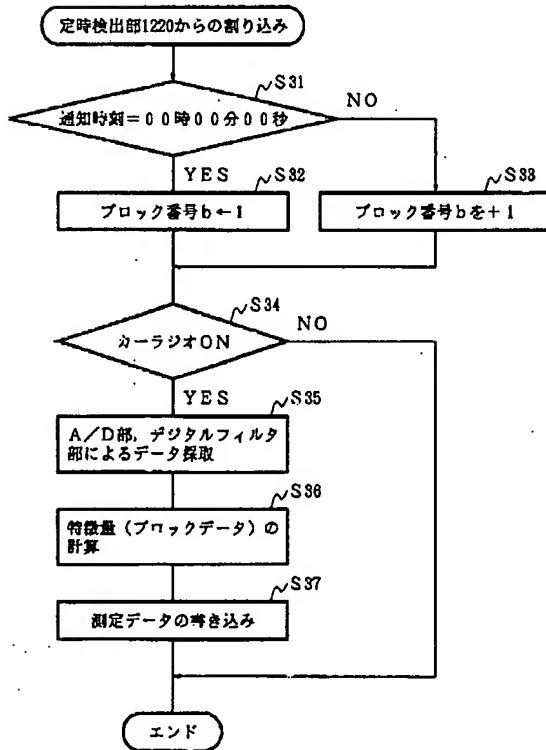 定時検出部1220からの割り込み
S31
通知時刻=00時00分00秒
NO
YES
S32
ブロック番号b←1
S33
ブロック番号bを+1
S34
カーラジオON
NO
YES
S35
A/D部,デジタルフィルタ
部によるデータ採取
S36
特徴量(ブロックデータ)の
計算
S37
測定データの書き込み
エンド